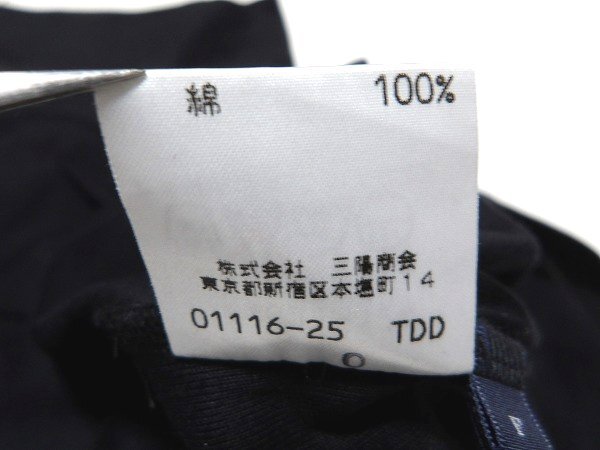 綿 100%
株式会社 三陽商会
東京都新宿区本塩町14
01116-25 TDD